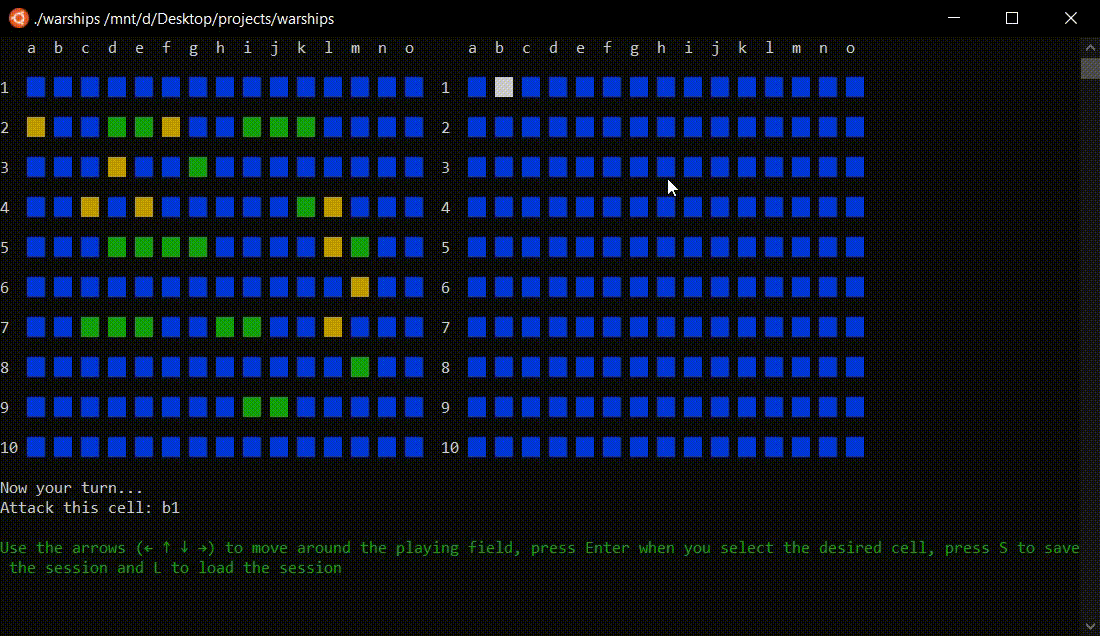 ./warships /mnt/d/Desktop/projects/warships
a b c d e f g h i j k l m n o a b c d e f g h i j k l m n o
1 1
2 2
3 3
4 4
5 5
6 6
7 7
8 8
9 9
10 10
Now your turn...
Attack this cell: b1
Use the arrows (← ↑ ↓ →) to move around the playing field, press Enter when you select the desired cell, press S to save
the session and L to load the session